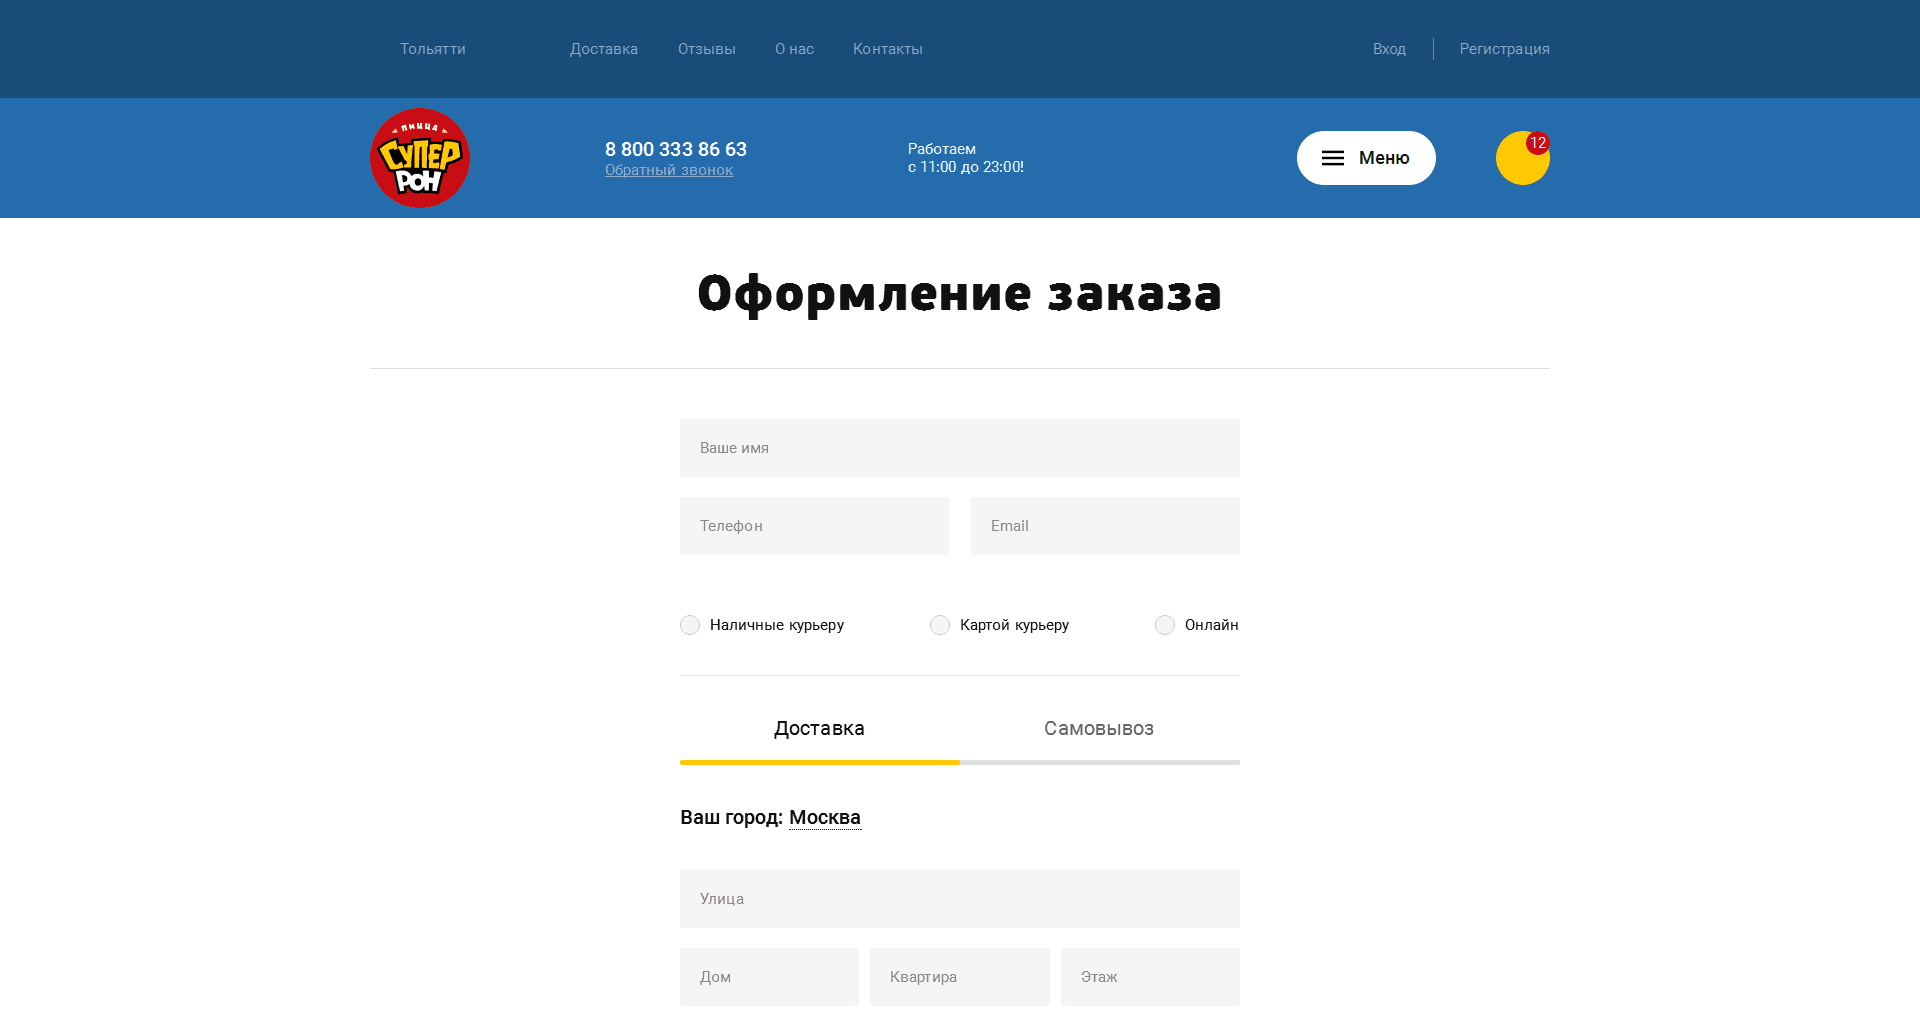 Тольятти
Доставка
Отзывы
О нас
Контакты
Вход
Регистрация
ПИЦЦА
СУПЕР
РОН
8 800 333 86 63
Обратный звонок
Работаем
с 11:00 до 23:00!
Меню
12
Оформление заказа
Ваше имя
Телефон
Email
Наличные курьеру
Картой курьеру
Онлайн
Доставка
Самовывоз
Ваш город: Москва
Улица
Дом
Квартира
Этаж